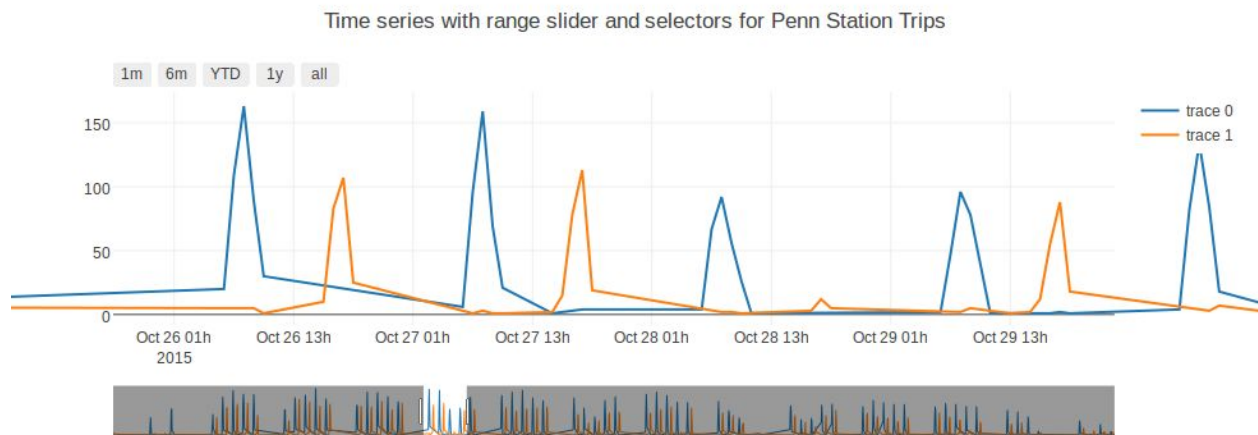 Time series with range slider and selectors for Penn Station Trips
1m 6m YTD 1y all
trace 0
trace 1
150
100
50
0
Oct 26 01h Oct 26 13h Oct 27 01h Oct 27 13h Oct 28 01h Oct 28 13h Oct 29 01h Oct 29 13h
2015